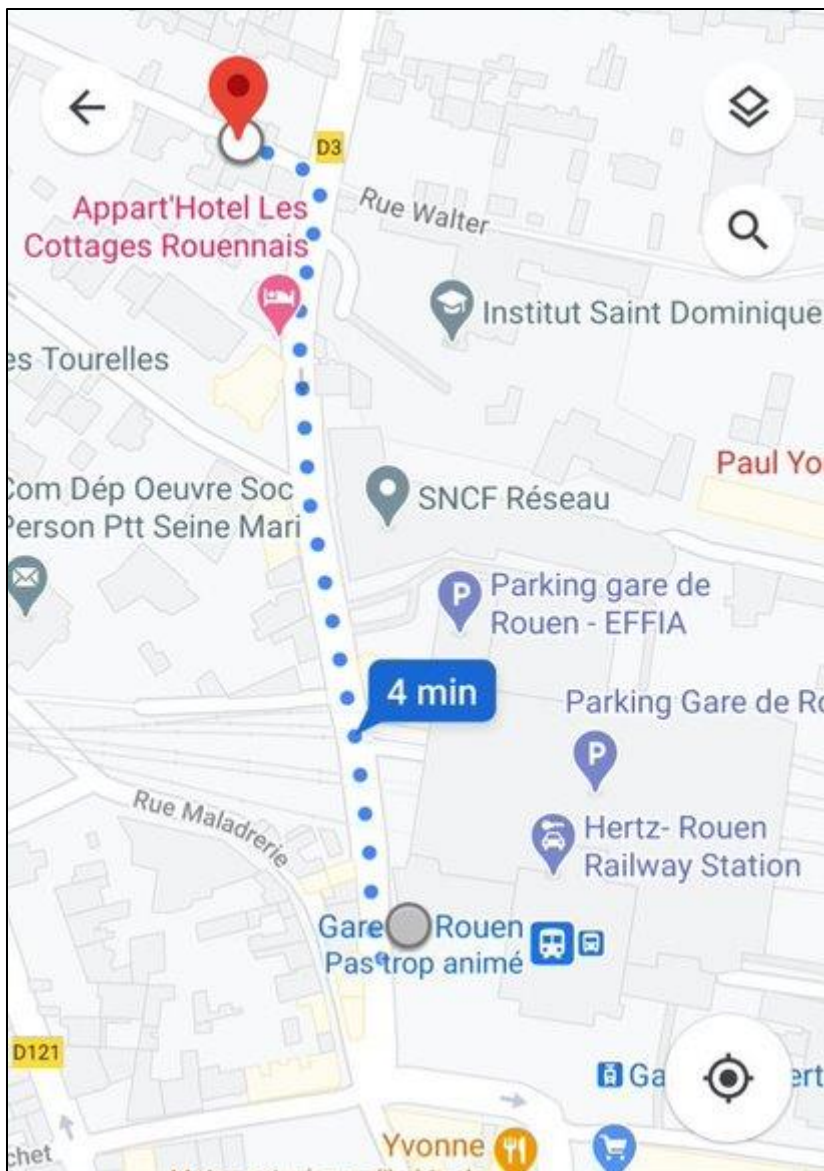 D3
Rue Walter
Appart'Hotel Les
Cottages Rouennais
Institut Saint Dominique
es Tourelles
Paul Yo
Com Dép Oeuvre Soc
Person Ptt Seine Mari
SNCF Réseau
P
Parking gare de
Rouen - EFFIA
4 min
Parking Gare de Ro
P
Rue Maladrerie
Hertz- Rouen
Railway Station
Gare Rouen
Pas trop animé
D121
Ga ert
chet
Yvonne